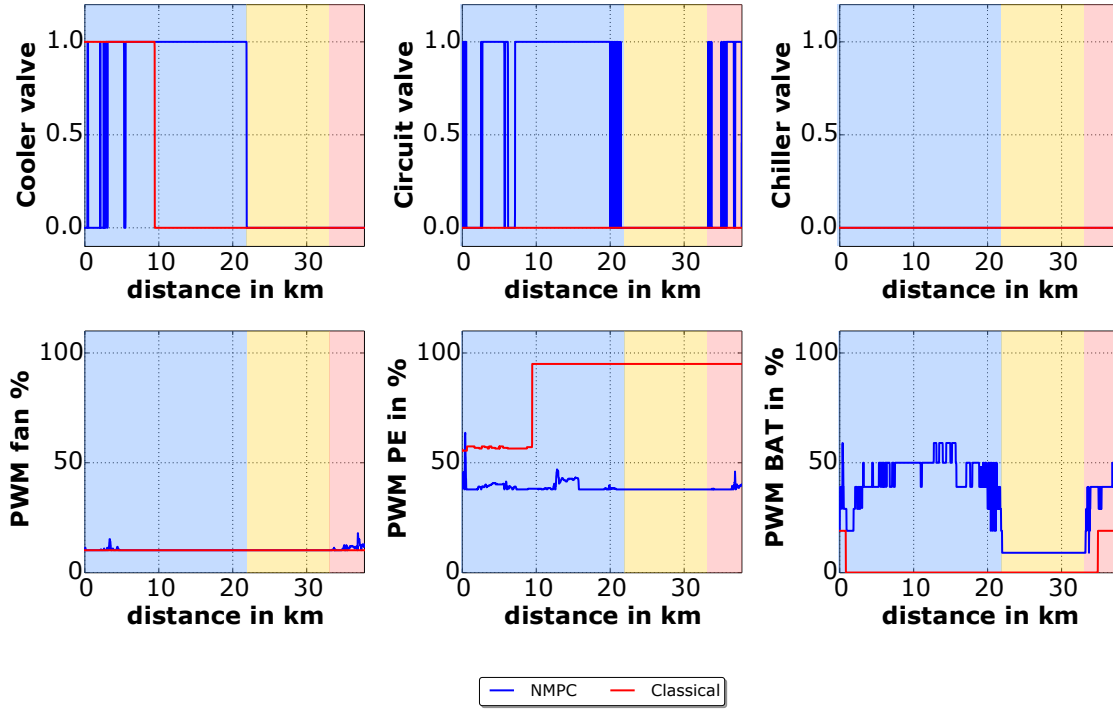 Cooler valve
1.0
0.5
0.0
0 10 20 30
distance in km
Circuit valve
1.0
0.5
0.0
0 10 20 30
distance in km
Chiller valve
1.0
0.5
0.0
0 10 20 30
distance in km
PWM fan %
100
50
0
0 10 20 30
distance in km
PWM PE in %
100
50
0
0 10 20 30
distance in km
PWM BAT in %
100
50
0
0 10 20 30
distance in km
NMPC Classical